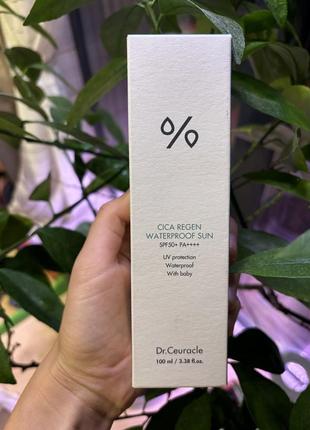 %
CICA REGEN
WATERPROOF SUN
SPF50+ PA++++
UV protection
Waterproof
With baby
Dr.Ceuracle
100 ml / 3.38 fl.oz.